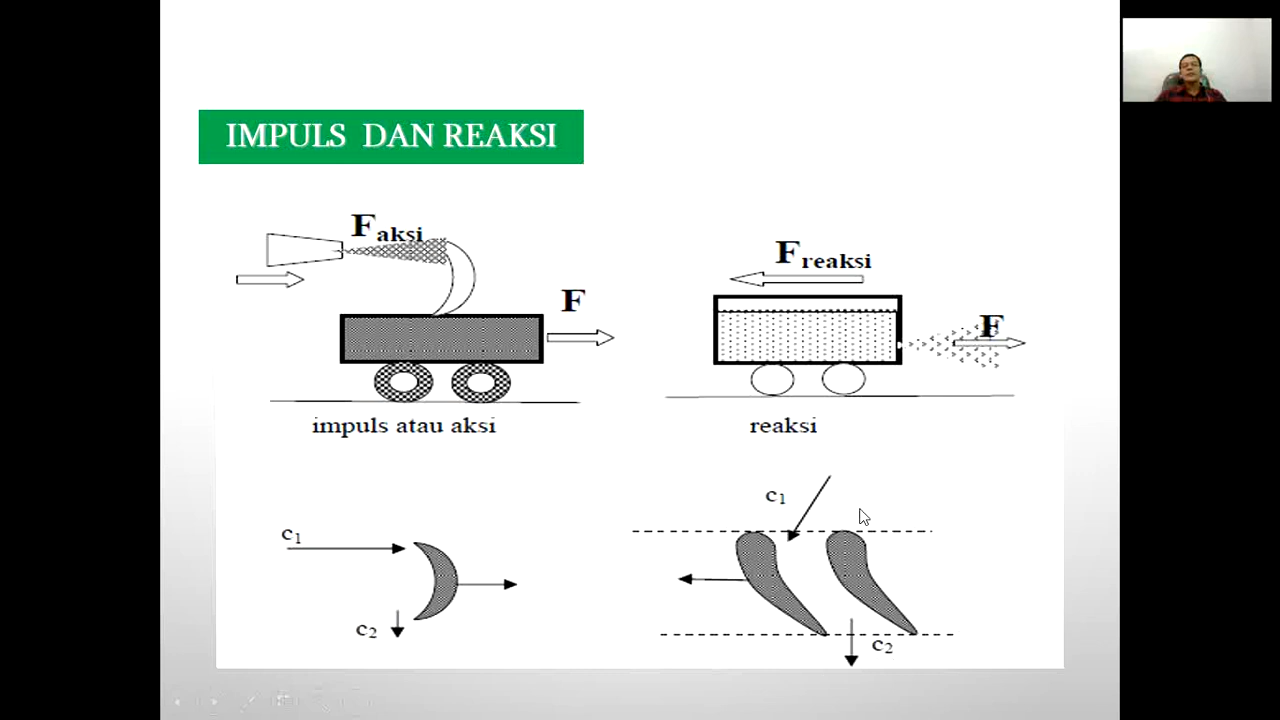 IMPULS DAN REAKSI
Faksi
F
impuls atau aksi
Freaksi
F
reaksi
c1
c2
c1
c2